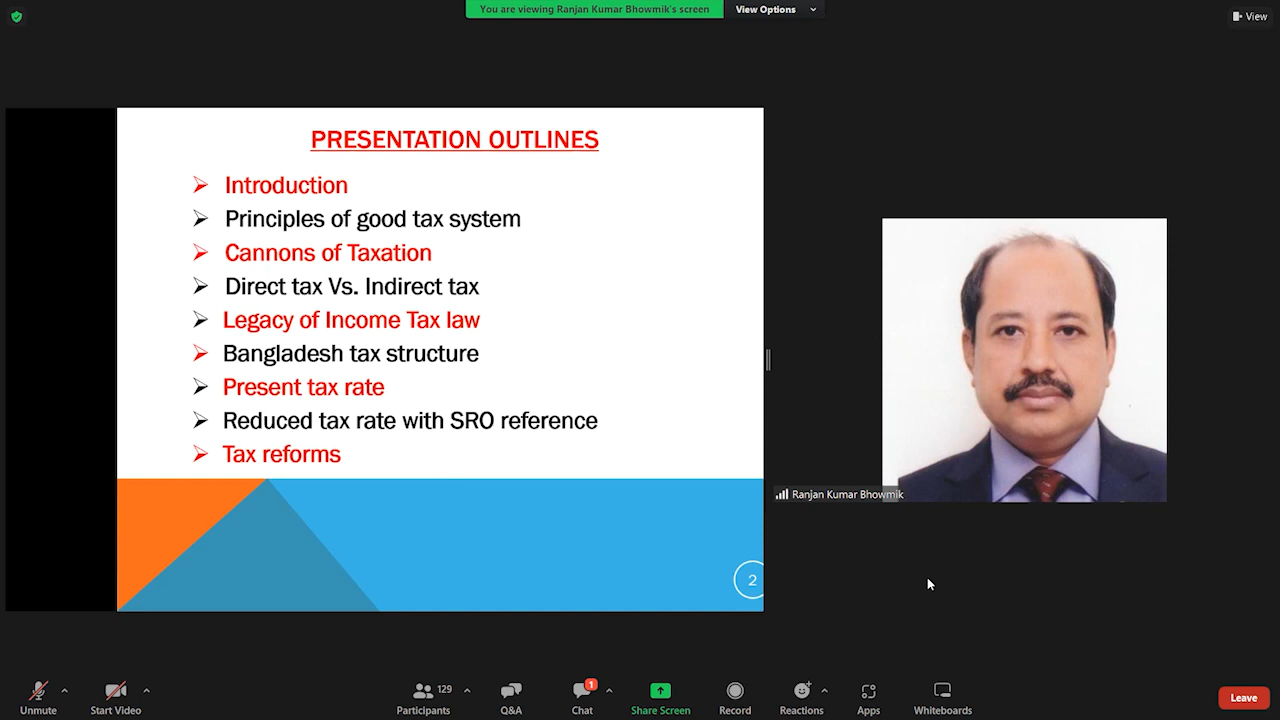 You are viewing Ranjan Kumar Bhowmik's screen
View Options
View
PRESENTATION OUTLINES
Introduction
Principles of good tax system
Cannons of Taxation
Direct tax Vs. Indirect tax
Legacy of Income Tax law
Bangladesh tax structure
Present tax rate
Reduced tax rate with SRO reference
Tax reforms
2
Ranjan Kumar Bhowmik
129
1
Unmute
Start Video
Participants
Q&A
Chat
Share Screen
Record
Reactions
Apps
Whiteboards
Leave